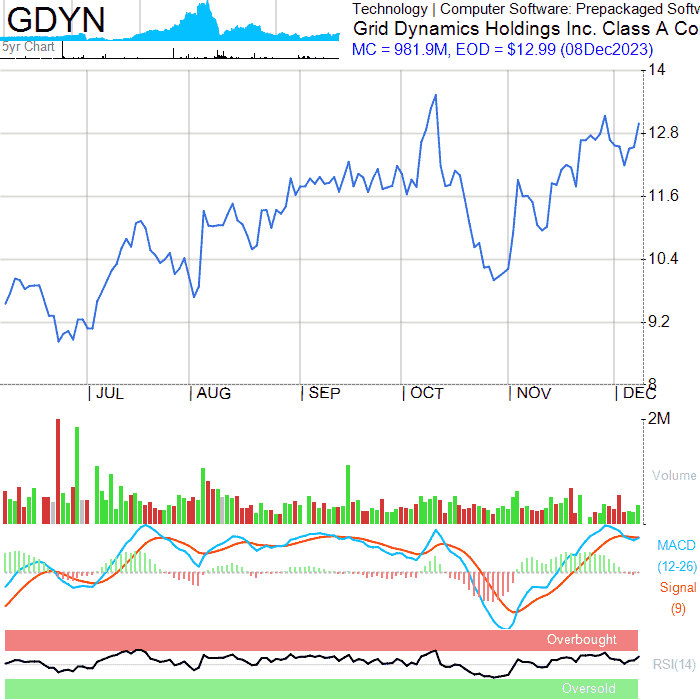 GDYN
5yr Chart
Technology | Computer Software: Prepackaged Softw
Grid Dynamics Holdings Inc. Class A Co
MC = 981.9M, EOD = $12.99 (08Dec2023)
14
12.8
11.6
10.4
9.2
8
JUL AUG SEP OCT NOV DEC
2M
Volume
MACD
(12-26)
Signal
(9)
Overbought
RSI(14)
Oversold